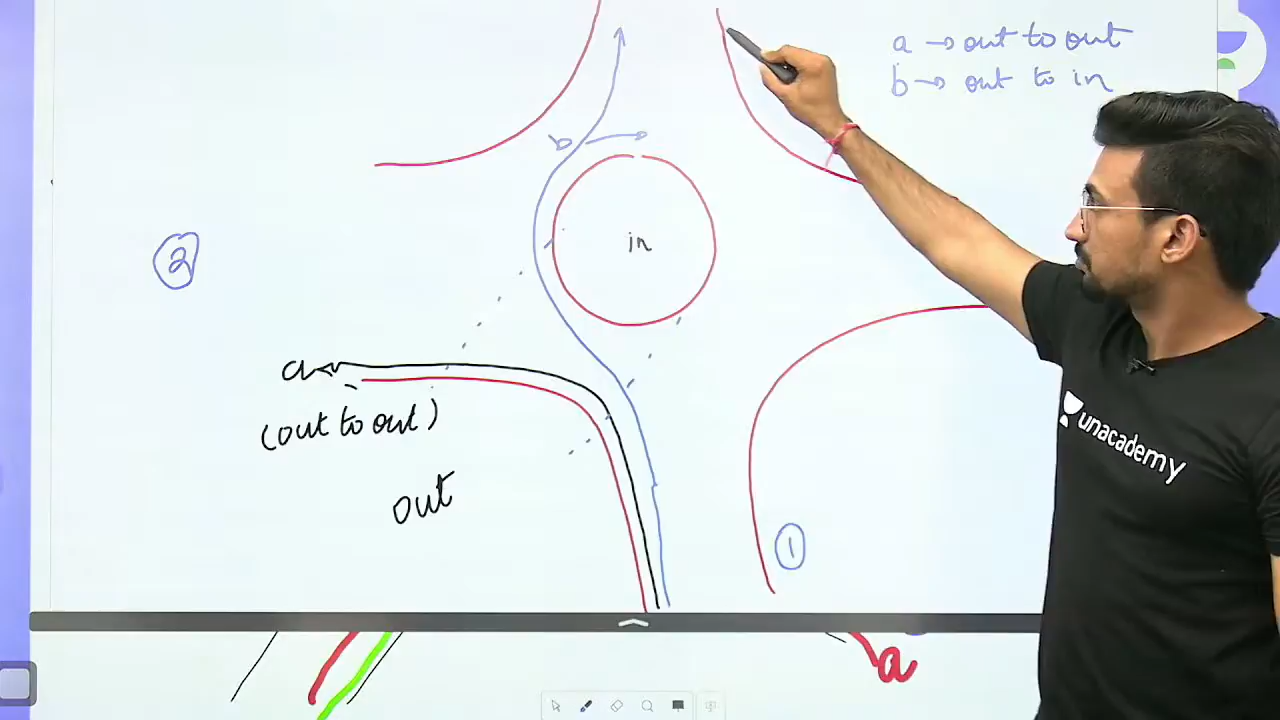 a → out to out
b → out to in
b
in
2
a
(out to out)
out
1
unacademy
a